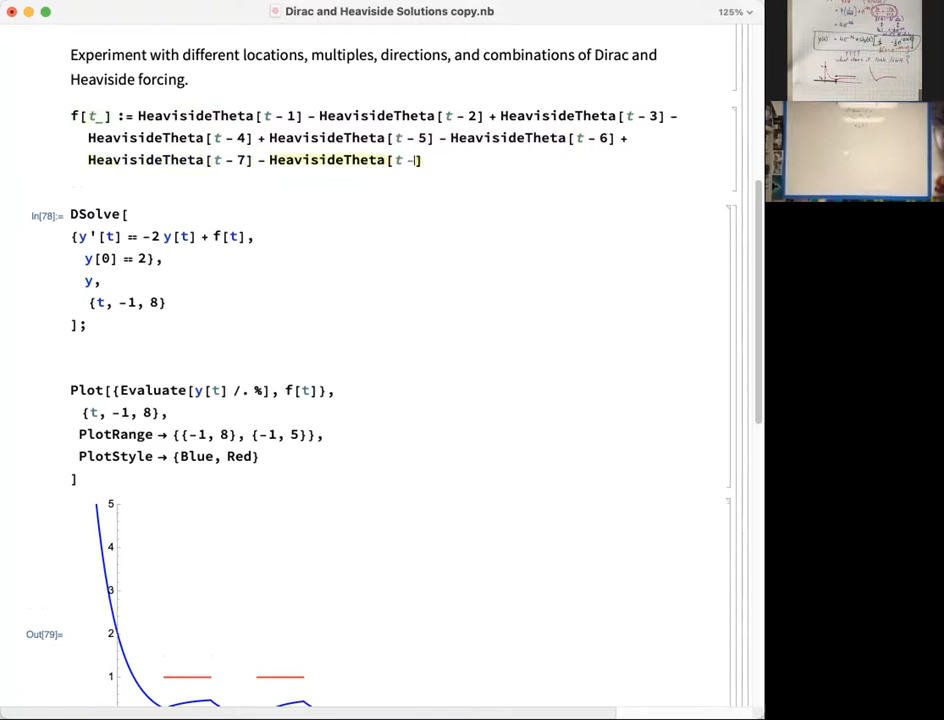 Dirac and Heaviside Solutions copy.nb
125%
Experiment with different locations, multiples, directions, and combinations of Dirac and
Heaviside forcing.
f[t_] := HeavisideTheta[t - 1] - HeavisideTheta[t - 2] + HeavisideTheta[t - 3] -
HeavisideTheta[t - 4] + HeavisideTheta[t - 5] - HeavisideTheta[t - 6] +
HeavisideTheta[t - 7] - HeavisideTheta[t -]
In[78]:=
DSolve[
{y'[t] == -2 y[t] + f[t],
y[0] == 2},
y,
{t, -1, 8}
];
Plot[{Evaluate[y[t] /. %], f[t]},
{t, -1, 8},
PlotRange → {{-1, 8}, {-1, 5}},
PlotStyle → {Blue, Red}
]
5
4
3
Out[79]=
2
1